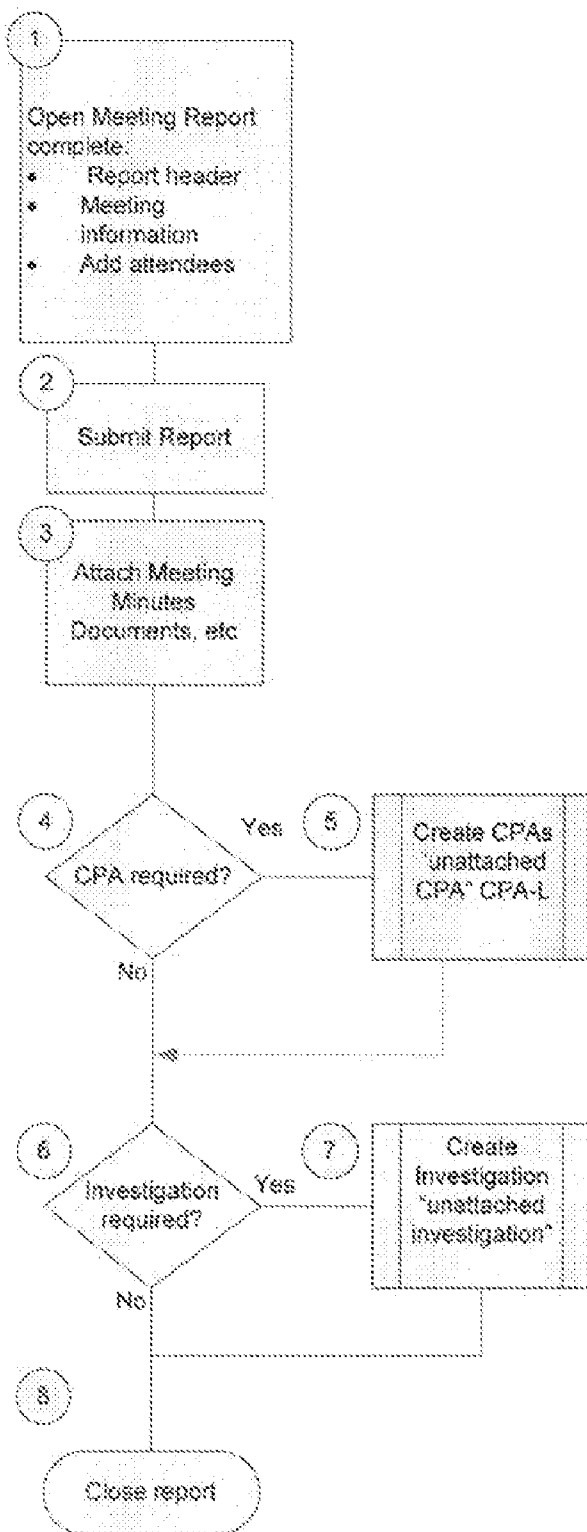 1
Open Meeting Report
complete:
• Report header
• Meeting
information
• Add attendees
2
Submit Report
3
Attach Meeting
Minutes
Documents, etc
4
CPA required?
Yes
5
Create CPAs
"unattached
CPA" CPA-L
No
6
Investigation
required?
Yes
7
Create
Investigation
"unattached
investigation"
No
8
Close report